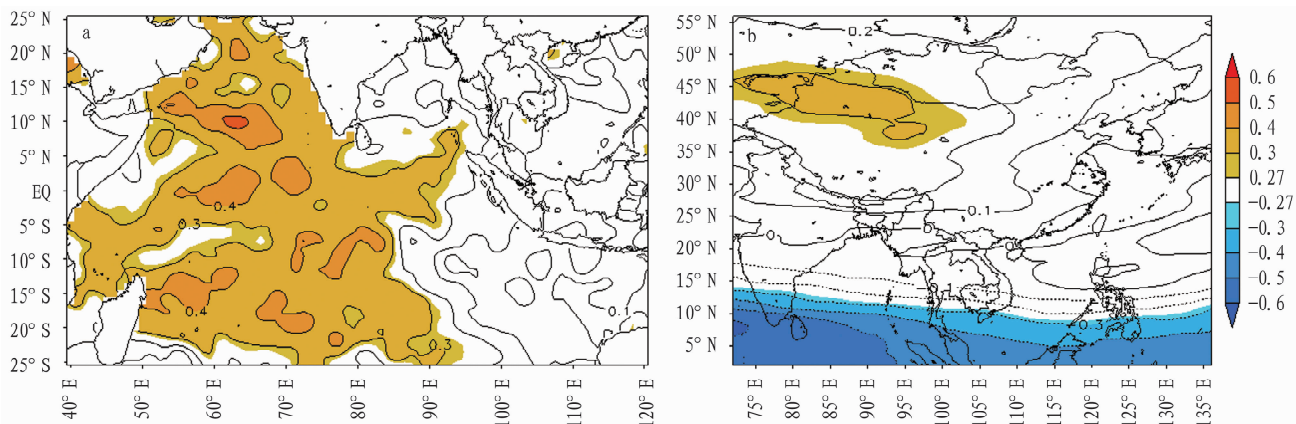 a
25° N
20° N
15° N
10° N
5° N
EQ
5° S
10° S
15° S
20° S
25° S
40° E
50° E
60° E
70° E
80° E
90° E
100° E
110° E
120° E
0.4
0.3
0.4
0.3
0.1
b
55° N
50° N
45° N
40° N
35° N
30° N
25° N
20° N
15° N
10° N
5° N
75° E
80° E
85° E
90° E
95° E
100° E
105° E
110° E
115° E
120° E
125° E
130° E
135° E
0.2
0.1
0
0
0
-0.3
0.6
0.5
0.4
0.3
0.27
-0.27
-0.3
-0.4
-0.5
-0.6